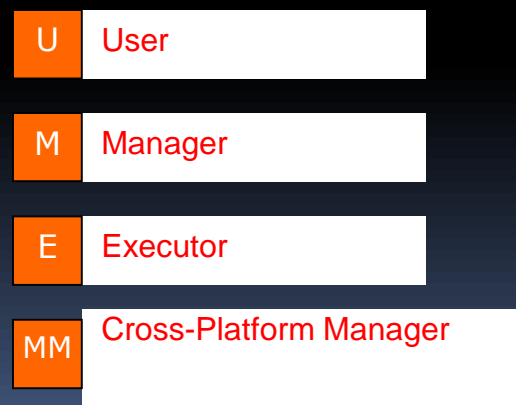 U User
M Manager
E Executor
MM Cross-Platform Manager